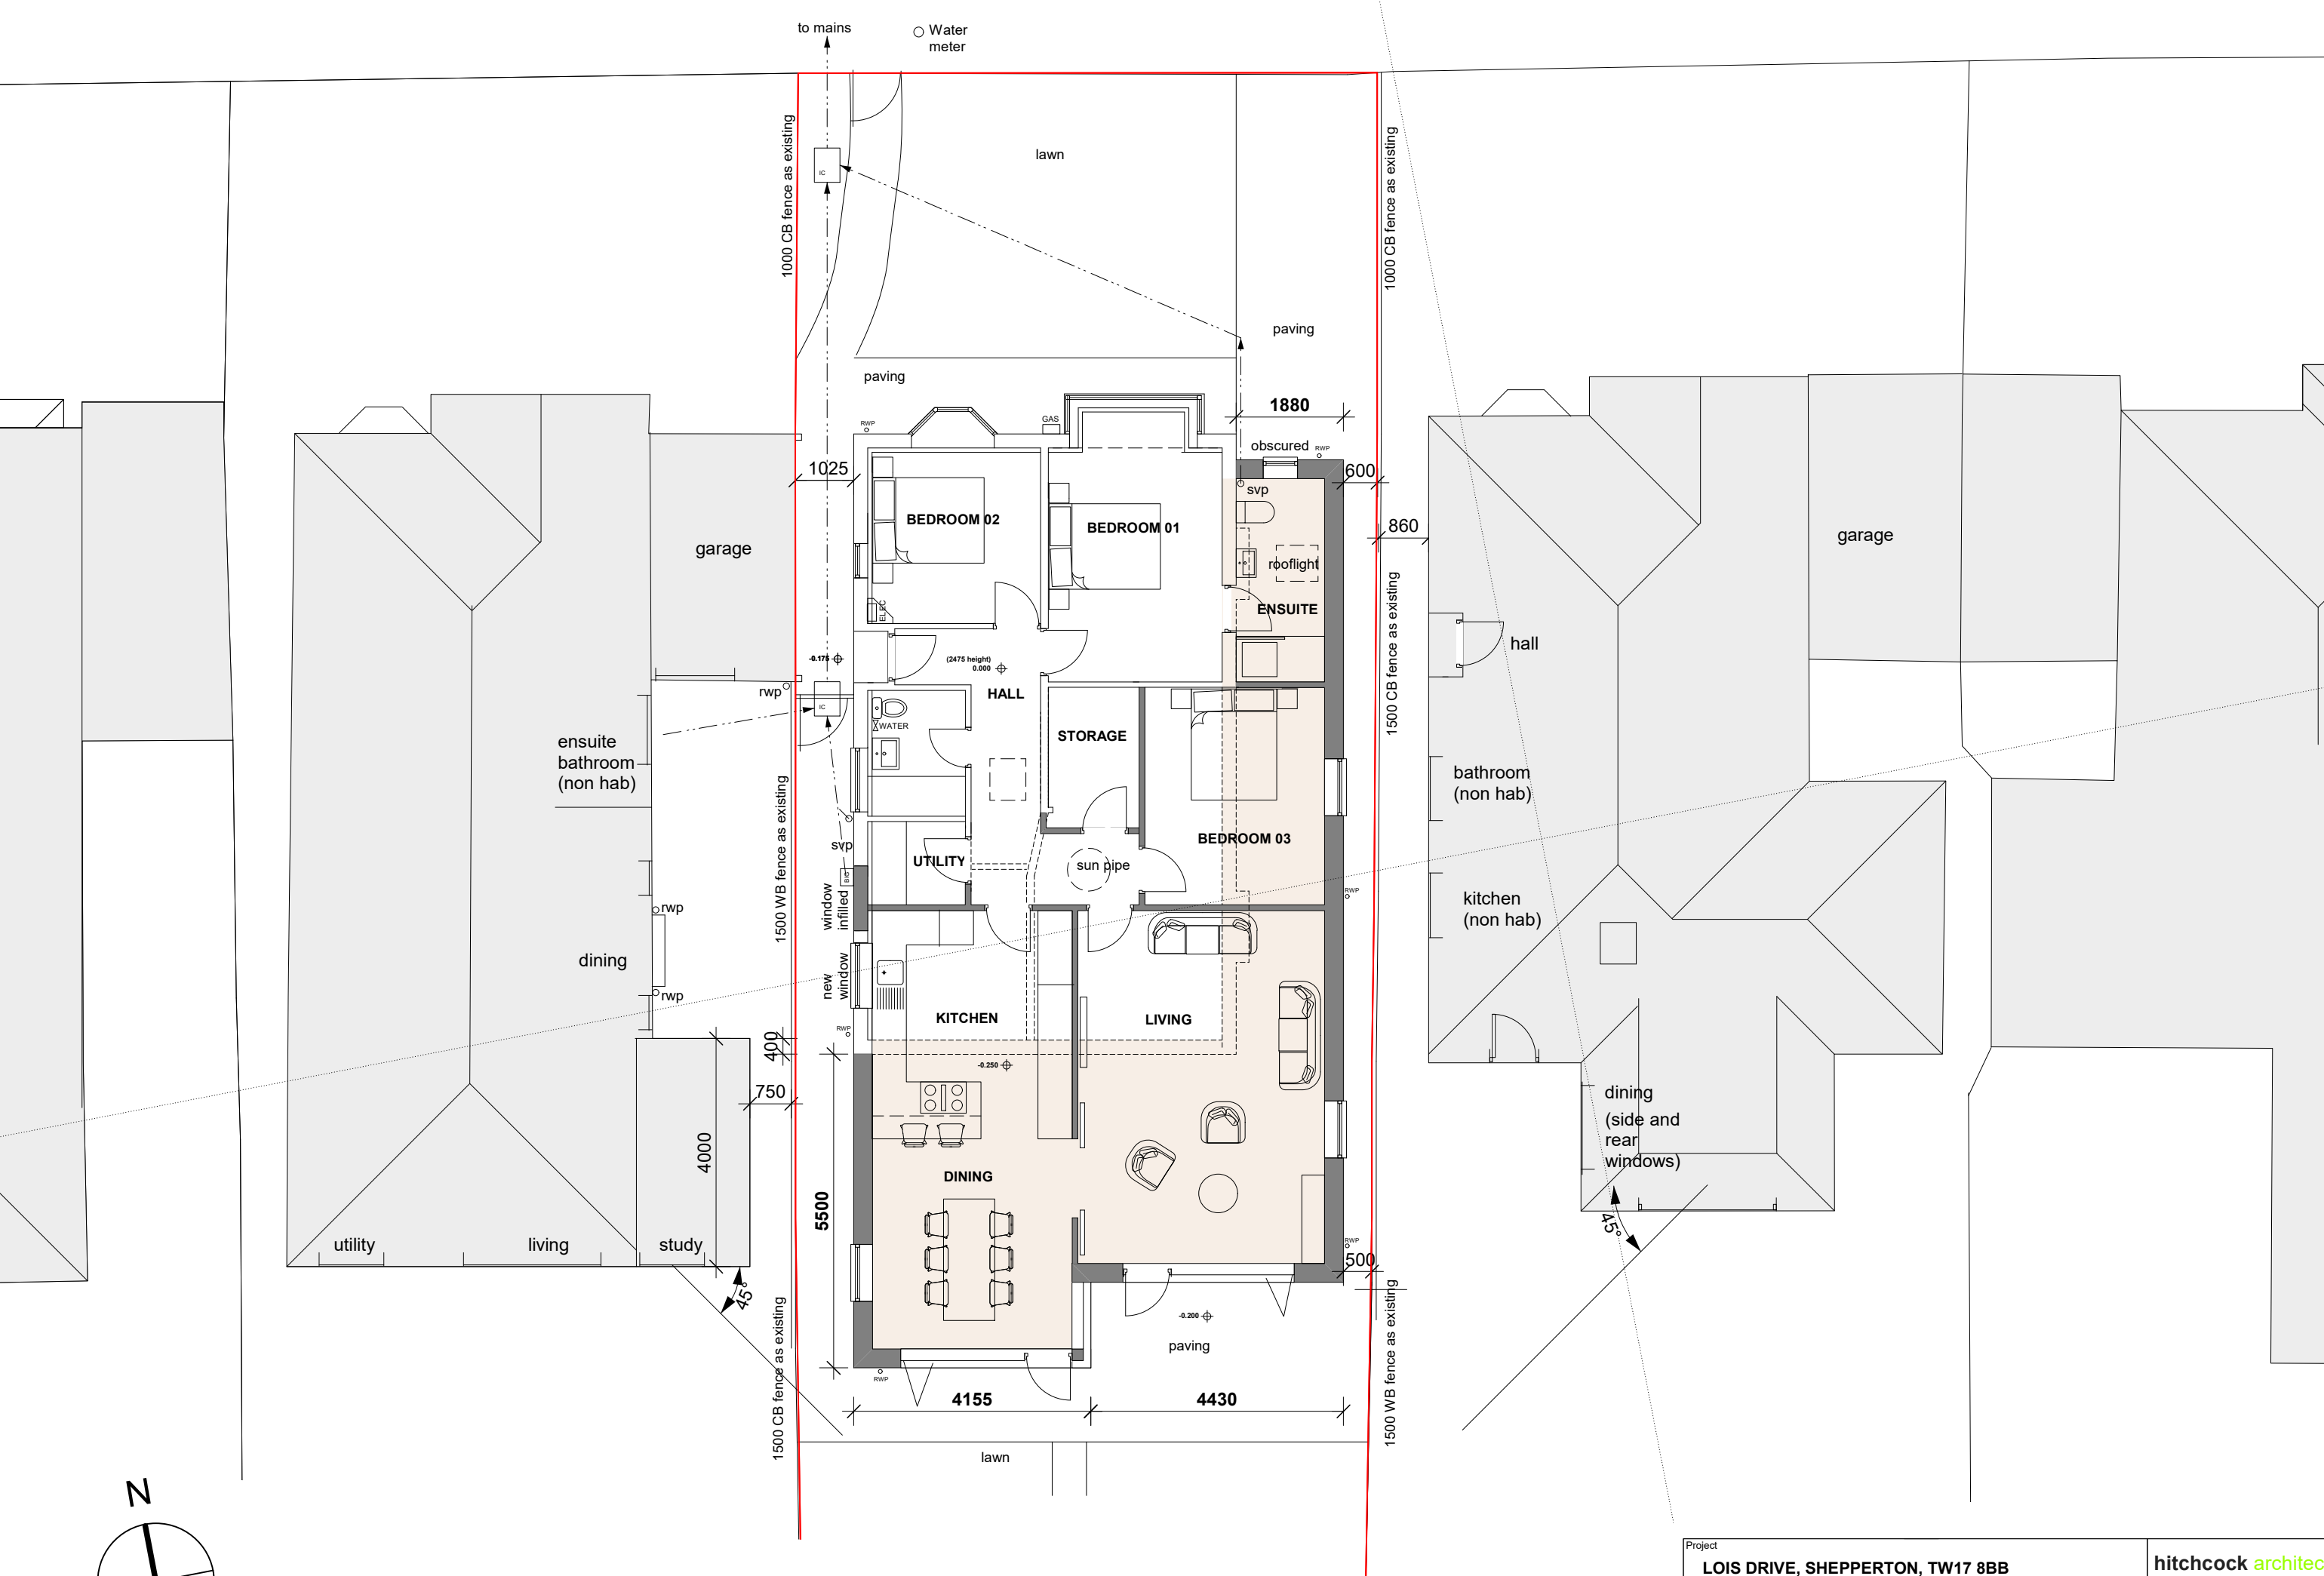 to mains
Water
meter
1000 CB fence as existing
1000 CB fence as existing
IC
lawn
paving
paving
1880
RWP
GAS
obscured
RWP
1025
600
svp
860
BEDROOM 02
BEDROOM 01
garage
garage
rooflight
ELEC
ENSUITE
1500 CB fence as existing
hall
-0.175
(2475 height)
0.000
HALL
rwp
IC
WATER
STORAGE
ensuite
bathroom
(non hab)
bathroom
(non hab)
1500 WB fence as existing
svp
BEDROOM 03
UTILITY
sun pipe
BIG
window
infilled
RWP
kitchen
(non hab)
rwp
dining
rwp
new
window
KITCHEN
LIVING
RWP
400
-0.250
750
dining
(side and
rear
windows)
4000
DINING
5500
45°
RWP
utility
living
study
500
45°
1500 CB fence as existing
1500 WB fence as existing
-0.200
paving
RWP
4155
4430
lawn
N
Project
LOIS DRIVE, SHEPPERTON, TW17 8BB
hitchcock architec